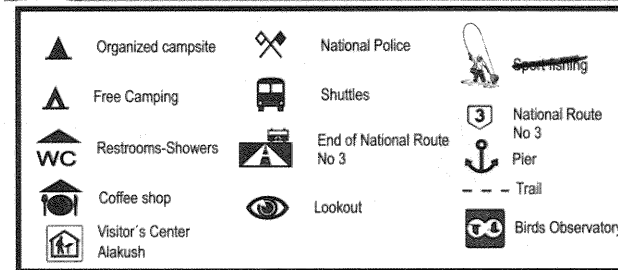 Organized campsite
Free Camping
WC
Restrooms-Showers
Coffee shop
Visitor´s Center
Alakush
National Police
Shuttles
End of National Route
No 3
Lookout
Sport fishing
3
National Route
No 3
Pier
Trail
Birds Observatory